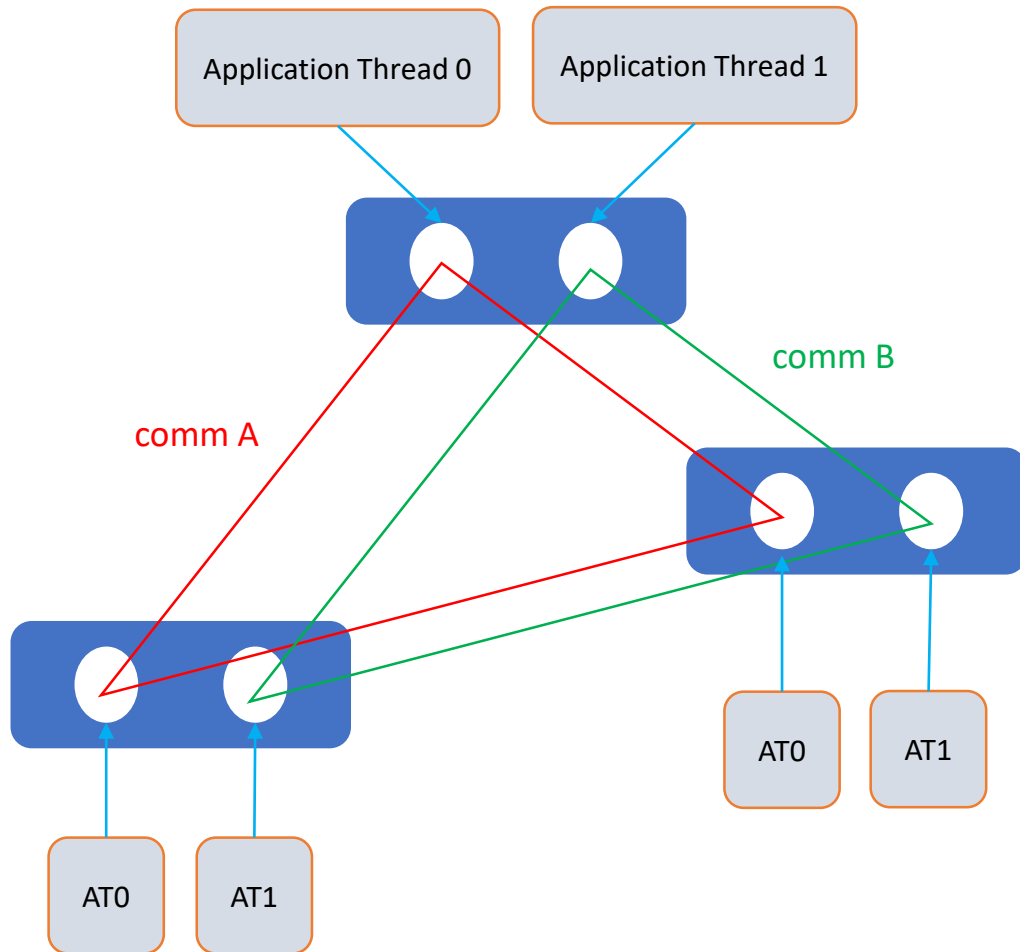 Application Thread 0
Application Thread 1
comm B
comm A
AT0
AT1
AT0
AT1